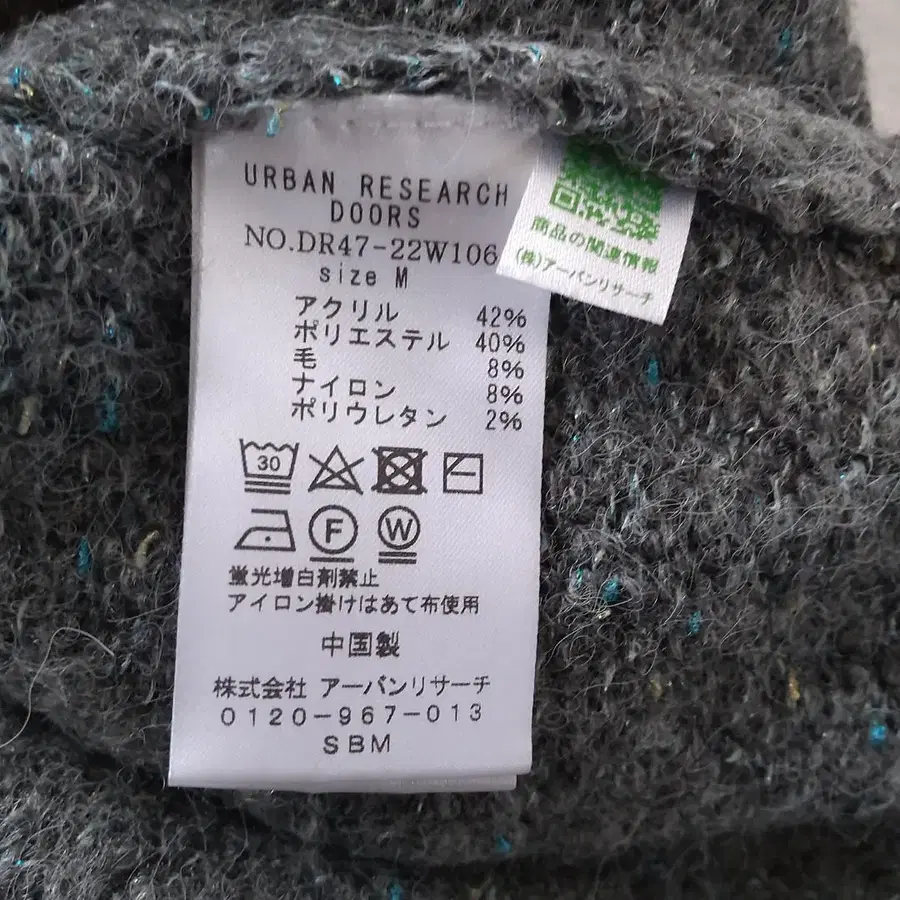 URBAN RESEARCH
DOORS
NO.DR47-22W106
size M
アクリル 42%
ポリエステル 40%
毛 8%
ナイロン 8%
ポリウレタン 2%
30
F
W
蛍光増白剤禁止
アイロン掛けはあて布使用
中国製
株式会社 アーバンリサーチ
0120-967-013
SBM
商品の関連情報
(株)アーバンリサーチ